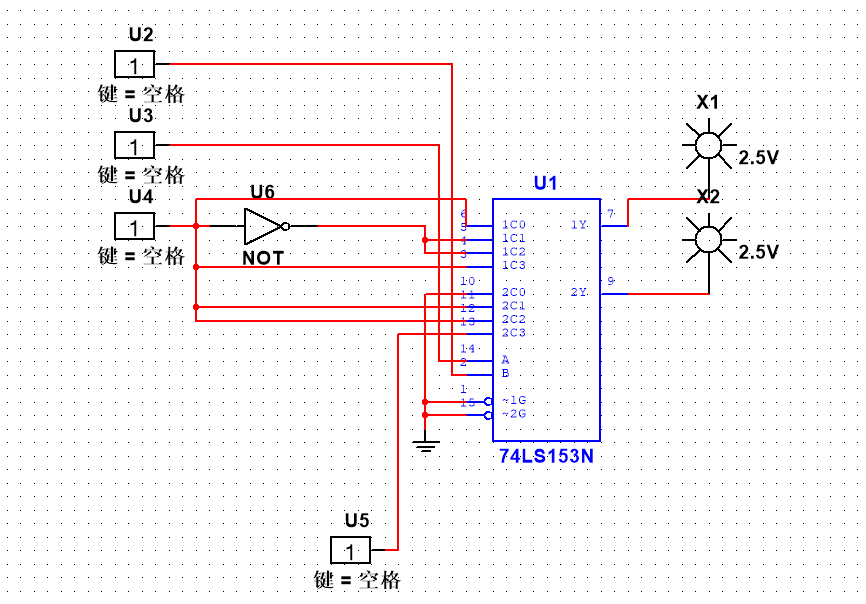 U2
1
键 = 空格
U3
1
键 = 空格
U4
1
键 = 空格
U6
NOT
U1
X1
2.5V
X2
2.5V
6
5
4
3
10
11
12
13
14
2
1
15
1C0
1C1
1C2
1C3
2C0
2C1
2C2
2C3
A
B
~1G
~2G
1Y
7
2Y
9
74LS153N
U5
1
键 = 空格